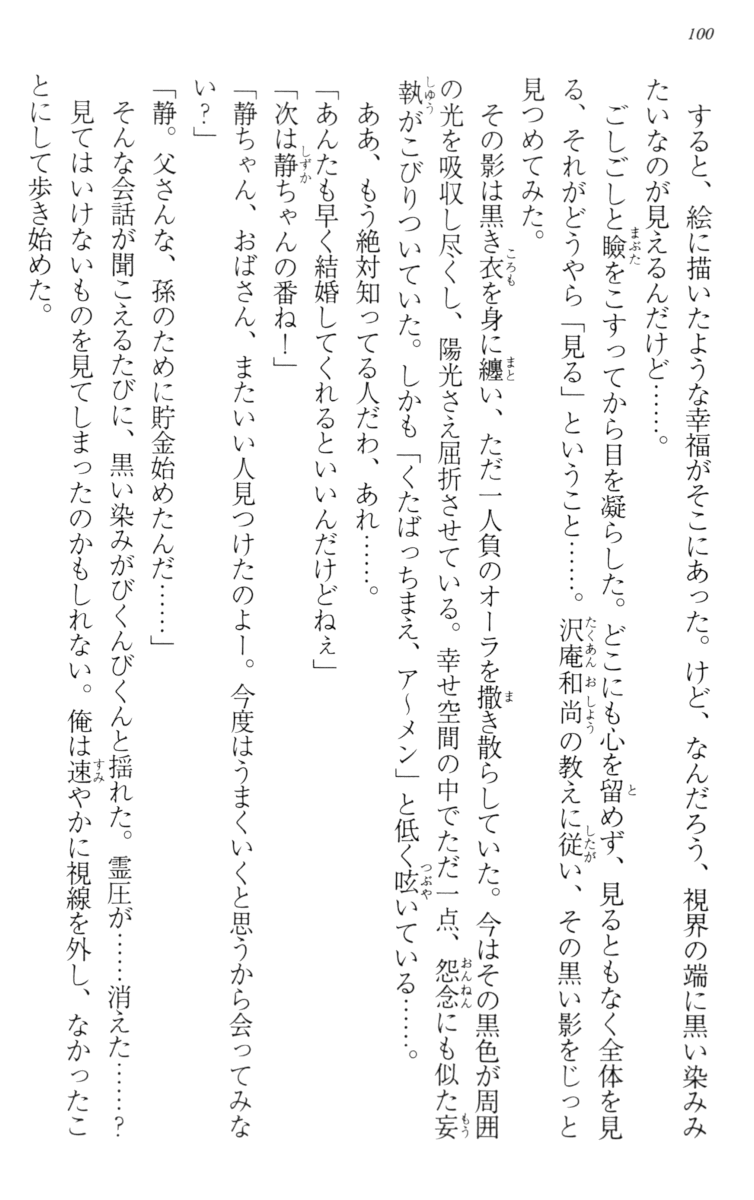 100
すると、絵に描いたような幸福がそこにあった。けど、なんだろう、視界の端に黒い染みみ
たいなのが見えるんだけど……。
ごしごしと瞼をこすってから目を凝らした。どこにも心を留めず、見るともなく全体を見
る、それがどうやら「見る」ということ……。沢庵和尚の教えに従い、その黒い影をじっと
見つめてみた。
その影は黒き衣を身に纏い、ただ一人負のオーラを撒き散らしていた。今はその黒色が周囲
の光を吸収し尽くし、陽光さえ屈折させている。幸せ空間の中でただ一点、怨念にも似た妄
執がこびりついていた。しかも「くたばっちまえ、ア〜メン」と低く呟いている……。
ああ、もう絶対知ってる人だわ、あれ……。
「あんたも早く結婚してくれるといいんだけどねぇ」
「次は静ちゃんの番ね！」
「静ちゃん、おばさん、またいい人見つけたのよー。今度はうまくいくと思うから会ってみな
い？」
「静。父さんな、孫のために貯金始めたんだ……」
そんな会話が聞こえるたびに、黒い染みがびくんびくんと揺れた。霊圧が……消えた……？
見てはいけないものを見てしまったのかもしれない。俺は速やかに視線を外し、なかったこ
とにして歩き始めた。